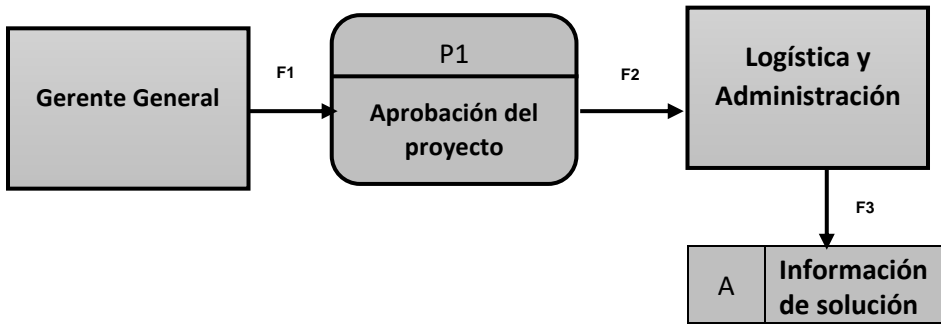 Gerente General
F1
P1
Aprobación del
proyecto
F2
Logística y
Administración
F3
A
Información
de solución